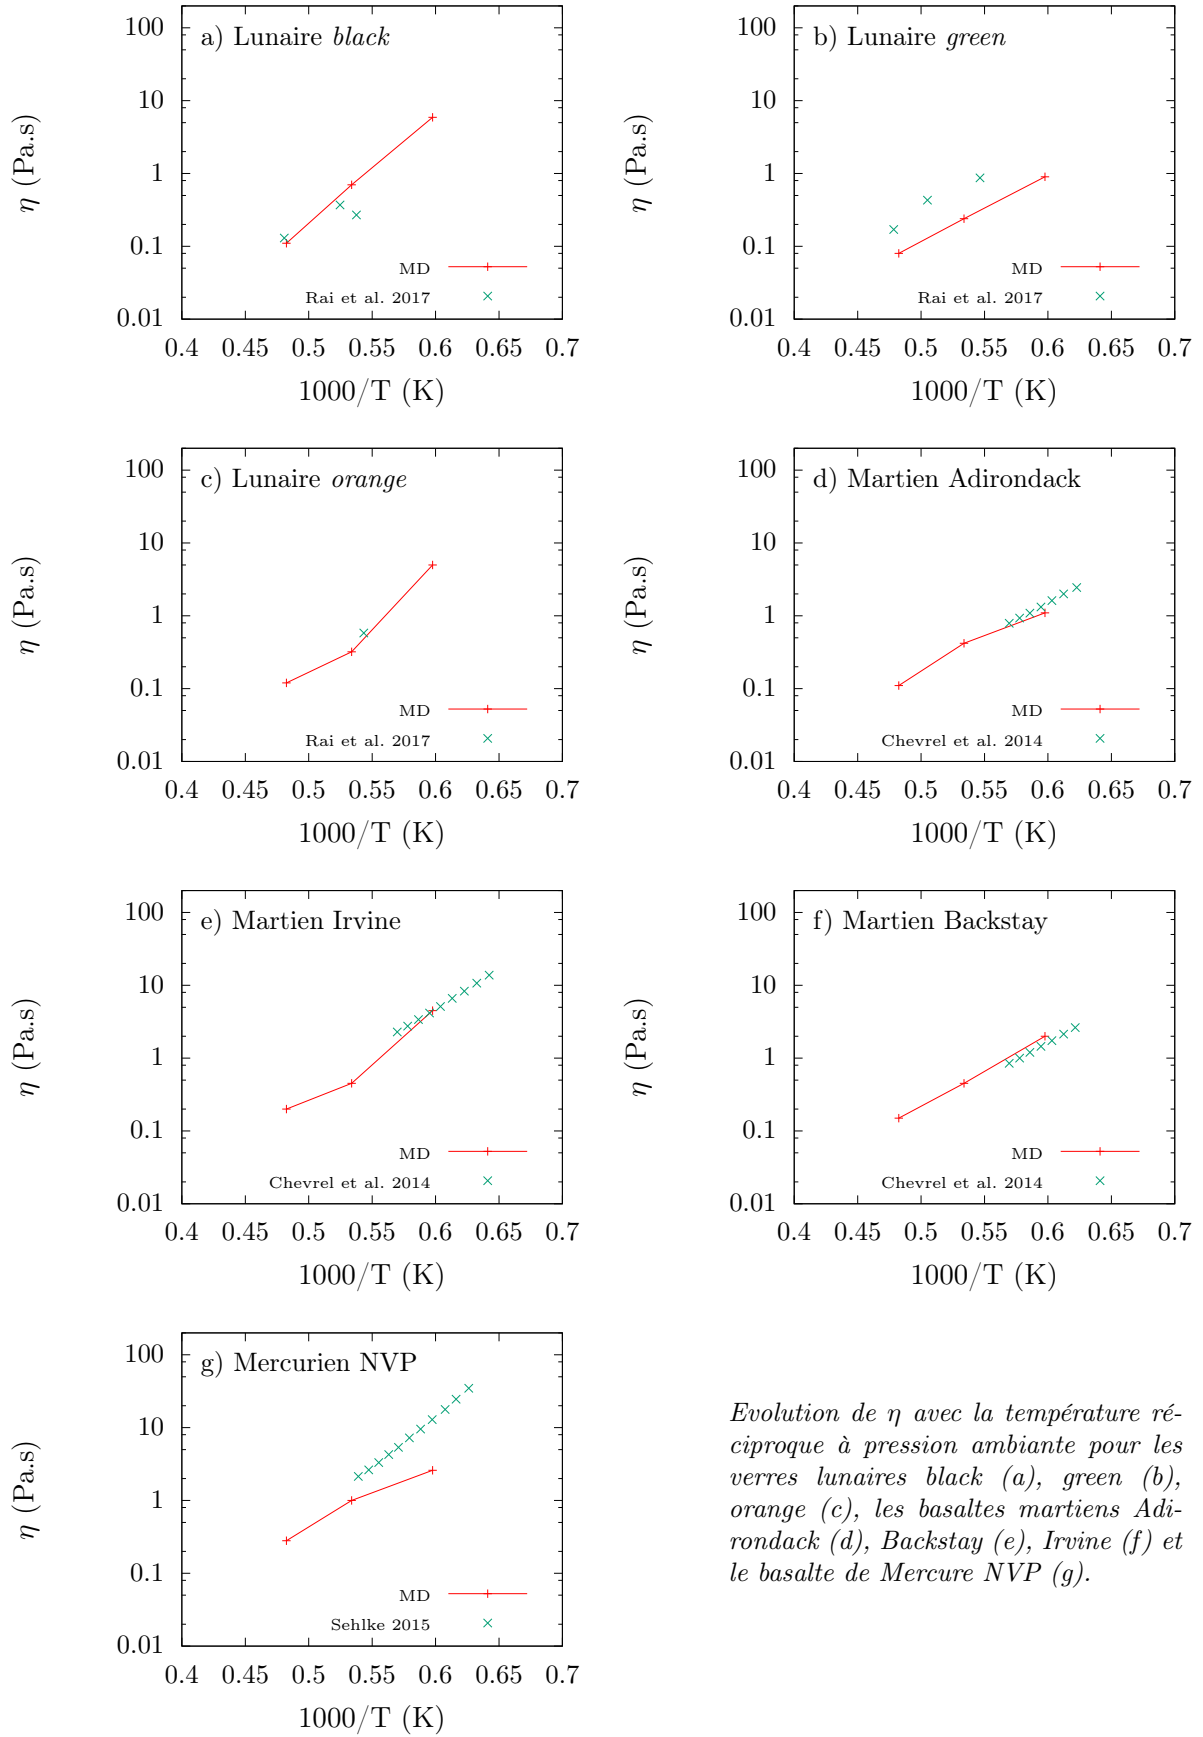 100
10
1
0.1
0.01
η (Pa.s)
a) Lunaire black
MD
Rai et al. 2017
0.4 0.45 0.5 0.55 0.6 0.65 0.7
1000/T (K)
100
10
1
0.1
0.01
η (Pa.s)
b) Lunaire green
MD
Rai et al. 2017
0.4 0.45 0.5 0.55 0.6 0.65 0.7
1000/T (K)
100
10
1
0.1
0.01
η (Pa.s)
c) Lunaire orange
MD
Rai et al. 2017
0.4 0.45 0.5 0.55 0.6 0.65 0.7
1000/T (K)
100
10
1
0.1
0.01
η (Pa.s)
d) Martien Adirondack
MD
Chevrel et al. 2014
0.4 0.45 0.5 0.55 0.6 0.65 0.7
1000/T (K)
100
10
1
0.1
0.01
η (Pa.s)
e) Martien Irvine
MD
Chevrel et al. 2014
0.4 0.45 0.5 0.55 0.6 0.65 0.7
1000/T (K)
100
10
1
0.1
0.01
η (Pa.s)
f) Martien Backstay
MD
Chevrel et al. 2014
0.4 0.45 0.5 0.55 0.6 0.65 0.7
1000/T (K)
100
10
1
0.1
0.01
η (Pa.s)
g) Mercurien NVP
MD
Sehlke 2015
0.4 0.45 0.5 0.55 0.6 0.65 0.7
1000/T (K)
Evolution de η avec la température ré-
ciproque à pression ambiante pour les
verres lunaires black (a), green (b),
orange (c), les basaltes martiens Adi-
rondack (d), Backstay (e), Irvine (f) et
le basalte de Mercure NVP (g).